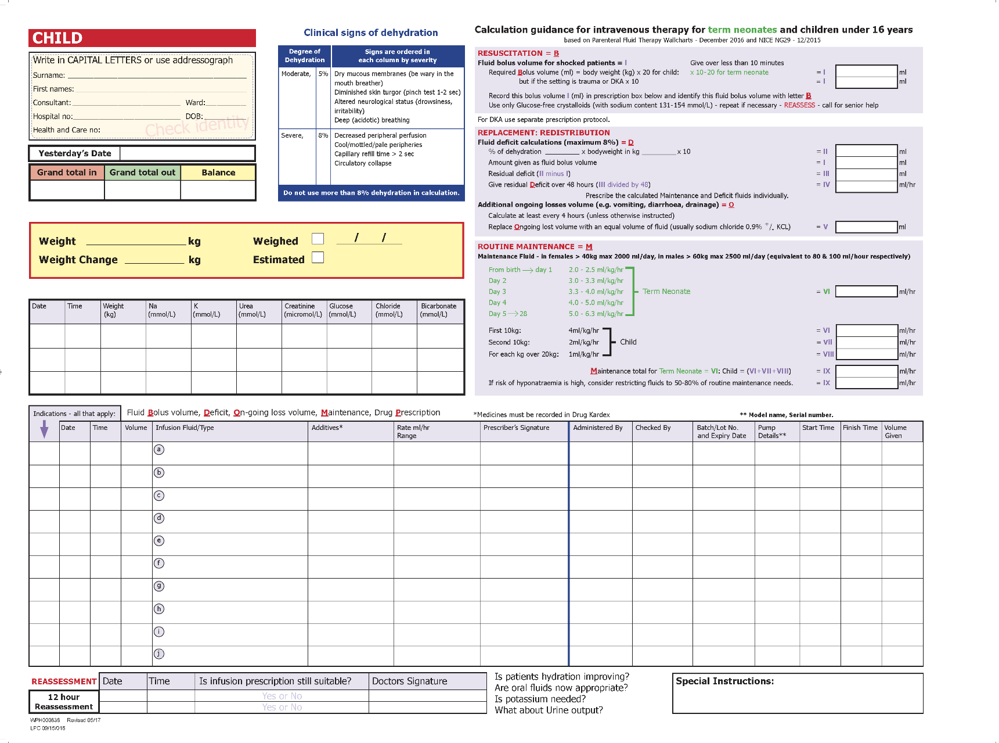 CHILD
Write in CAPITAL LETTERS or use addressograph
Surname:
First names:
Consultant: Ward:
Hospital no: DOB:
Health and Care no:
Check identity
Yesterday's Date
Grand total in Grand total out Balance
Clinical signs of dehydration
Degree of Dehydration Signs are ordered in each column by severity
Moderate, 5% Dry mucous membranes (be wary in the
mouth breather)
Diminished skin turgor (pinch test 1-2 sec)
Altered neurological status (drowsiness,
irritability)
Deep (acidotic) breathing
Severe, 8% Decreased peripheral perfusion
Cool/mottled/pale peripheries
Capillary refill time > 2 sec
Circulatory collapse
Do not use more than 8% dehydration in calculation.
Weight kg Weighed / /
Weight Change kg Estimated
Date Time Weight (kg) Na (mmol/L) K (mmol/L) Urea (mmol/L) Creatinine (micromol/L) Glucose (mmol/L) Chloride (mmol/L) Bicarbonate (mmol/L)
Calculation guidance for intravenous therapy for term neonates and children under 16 years
based on Parenteral Fluid Therapy Wallcharts - December 2016 and NICE NG29 - 12/2015
RESUSCITATION = B
Fluid bolus volume for shocked patients = I Give over less than 10 minutes
Required Bolus volume (ml) = body weight (kg) x 20 for child: x 10-20 for term neonate = I ml
but if the setting is trauma or DKA x 10 = I ml
Record this bolus volume I (ml) in prescription box below and identify this fluid bolus volume with letter B
Use only Glucose-free crystalloids (with sodium content 131-154 mmol/L) - repeat if necessary - REASSESS - call for senior help
For DKA use separate prescription protocol.
REPLACEMENT: REDISTRIBUTION
Fluid deficit calculations (maximum 8%) = D
% of dehydration x bodyweight in kg x 10 = II ml
Amount given as fluid bolus volume = I ml
Residual deficit (II minus I) = III ml
Give residual Deficit over 48 hours (III divided by 48) = IV ml/hr
Prescribe the calculated Maintenance and Deficit fluids individually.
Additional ongoing losses volume (e.g. vomiting, diarrhoea, drainage) = O
Calculate at least every 4 hours (unless otherwise instructed)
Replace Ongoing lost volume with an equal volume of fluid (usually sodium chloride 0.9% +/- KCL) = V ml
ROUTINE MAINTENANCE = M
Maintenance Fluid - in females > 40kg max 2000 ml/day, in males > 60kg max 2500 ml/day (equivalent to 80 & 100 ml/hour respectively)
From birth → day 1 2.0 - 2.5 ml/kg/hr
Day 2 3.0 - 3.3 ml/kg/hr
Day 3 3.3 - 4.0 ml/kg/hr Term Neonate = VI ml/hr
Day 4 4.0 - 5.0 ml/kg/hr
Day 5 → 28 5.0 - 6.3 ml/kg/hr
First 10kg: 4ml/kg/hr = VI ml/hr
Second 10kg: 2ml/kg/hr Child = VII ml/hr
For each kg over 20kg: 1ml/kg/hr = VIII ml/hr
Maintenance total for Term Neonate = VI: Child = (VI+VII+VIII) = IX ml/hr
If risk of hyponatraemia is high, consider restricting fluids to 50-80% of routine maintenance needs. = IX ml/hr
Indications - all that apply: Fluid Bolus volume, Deficit, On-going loss volume, Maintenance, Drug Prescription *Medicines must be recorded in Drug Kardex ** Model name, Serial number.
Date Time Volume Infusion Fluid/Type Additives* Rate ml/hr Range Prescriber's Signature Administered By Checked By Batch/Lot No. and Expiry Date Pump Details** Start Time Finish Time Volume Given
a
b
c
d
e
f
g
h
i
j
REASSESSMENT Date Time Is infusion prescription still suitable? Doctors Signature
12 hour Reassessment
Yes or No
Yes or No
Is patients hydration improving?
Are oral fluids now appropriate?
Is potassium needed?
What about Urine output?
Special Instructions:
WPH000838 Revised 05/17
LPC 09/15/016